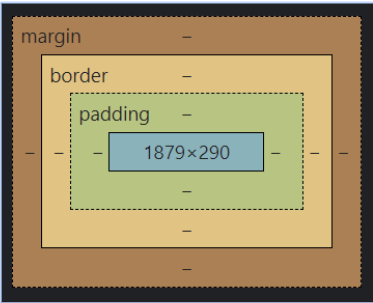 margin –
border –
padding –
– – – 1879×290 – – –
–
–
–